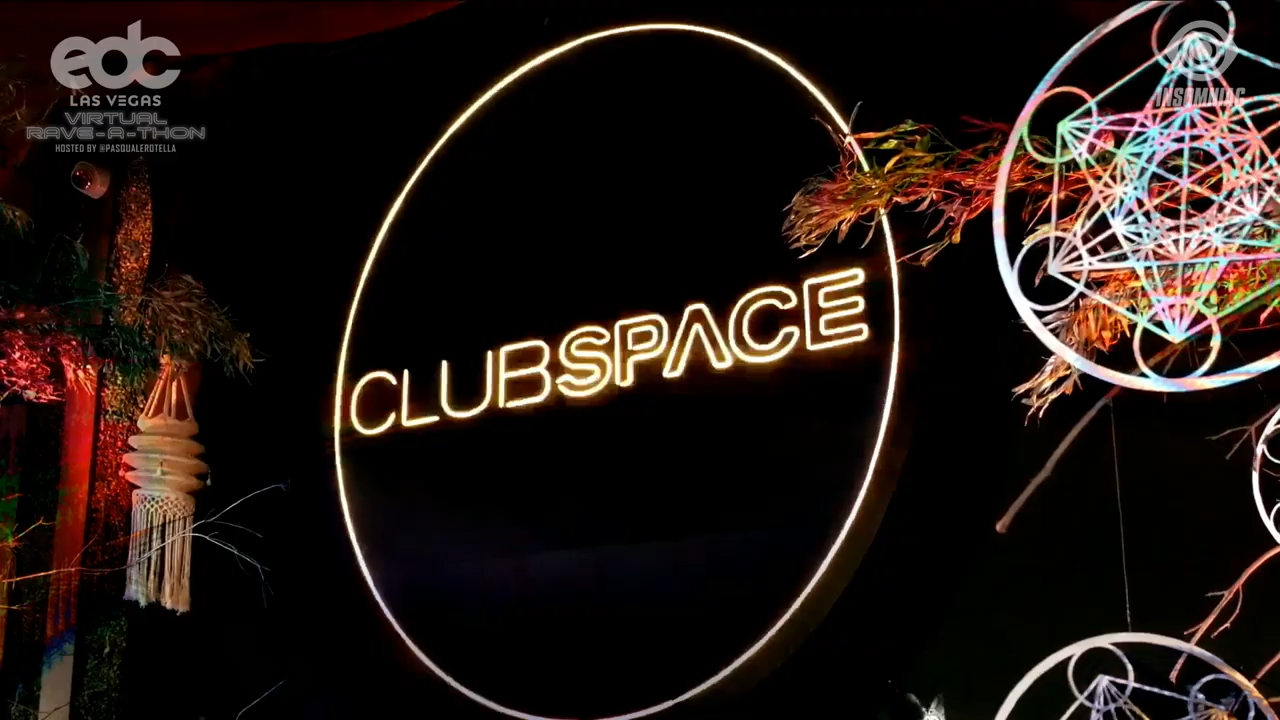 edc
LAS VEGAS
VIRTUAL
RAVE-A-THON
HOSTED BY @PASQUALEROTELLA
INSOMNIAC
CLUBSPACE